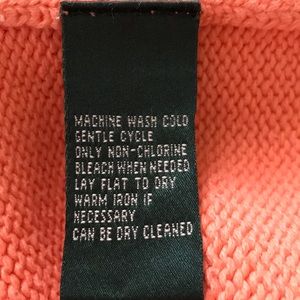 MACHINE WASH COLD
GENTLE CYCLE
ONLY NON-CHLORINE
BLEACH WHEN NEEDED
LAY FLAT TO DRY
WARM IRON IF
NECESSARY
CAN BE DRY CLEANED